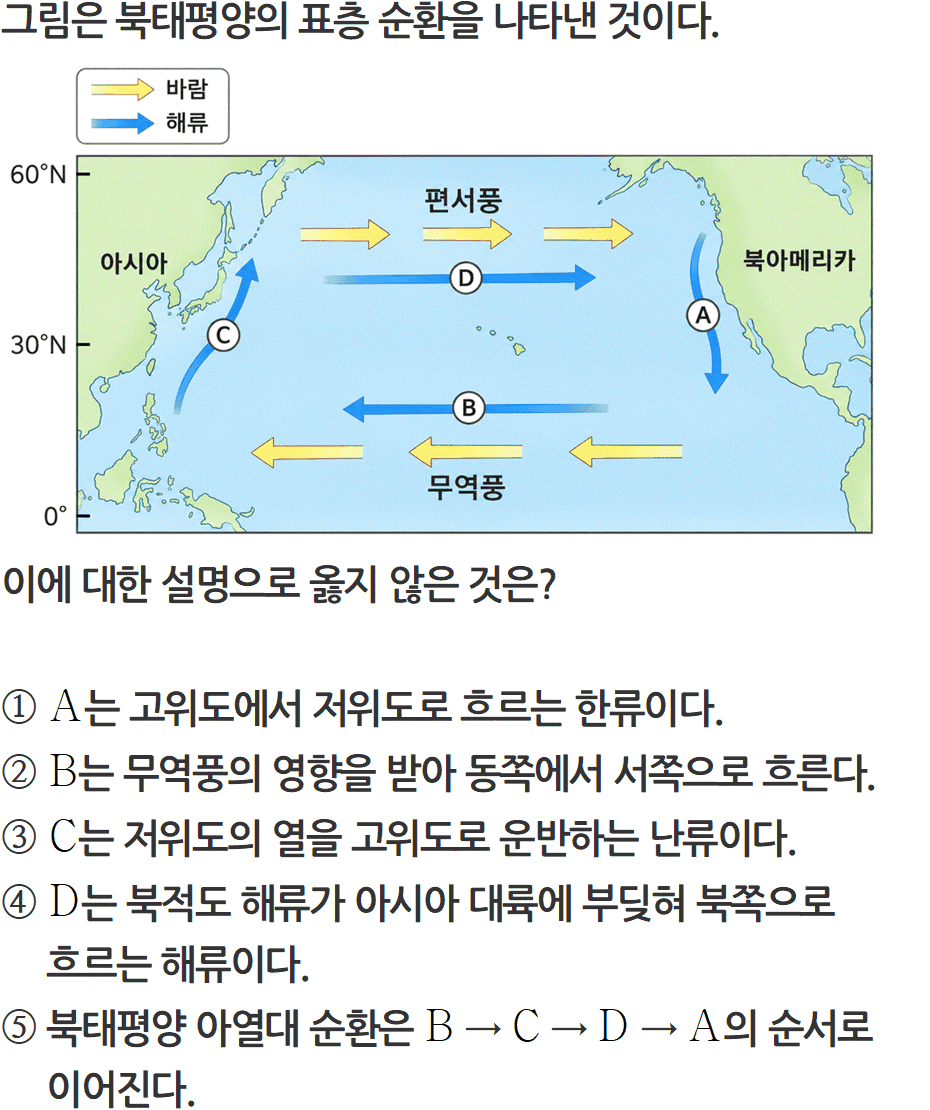 그림은 북태평양의 표층 순환을 나타낸 것이다.
바람
해류
60°N
편서풍
아시아
북아메리카
D
A
C
30°N
B
무역풍
0°
이에 대한 설명으로 옳지 않은 것은?
① A는 고위도에서 저위도로 흐르는 한류이다.
② B는 무역풍의 영향을 받아 동쪽에서 서쪽으로 흐른다.
③ C는 저위도의 열을 고위도로 운반하는 난류이다.
④ D는 북적도 해류가 아시아 대륙에 부딪혀 북쪽으로
흐르는 해류이다.
⑤ 북태평양 아열대 순환은 B → C → D → A의 순서로
이어진다.